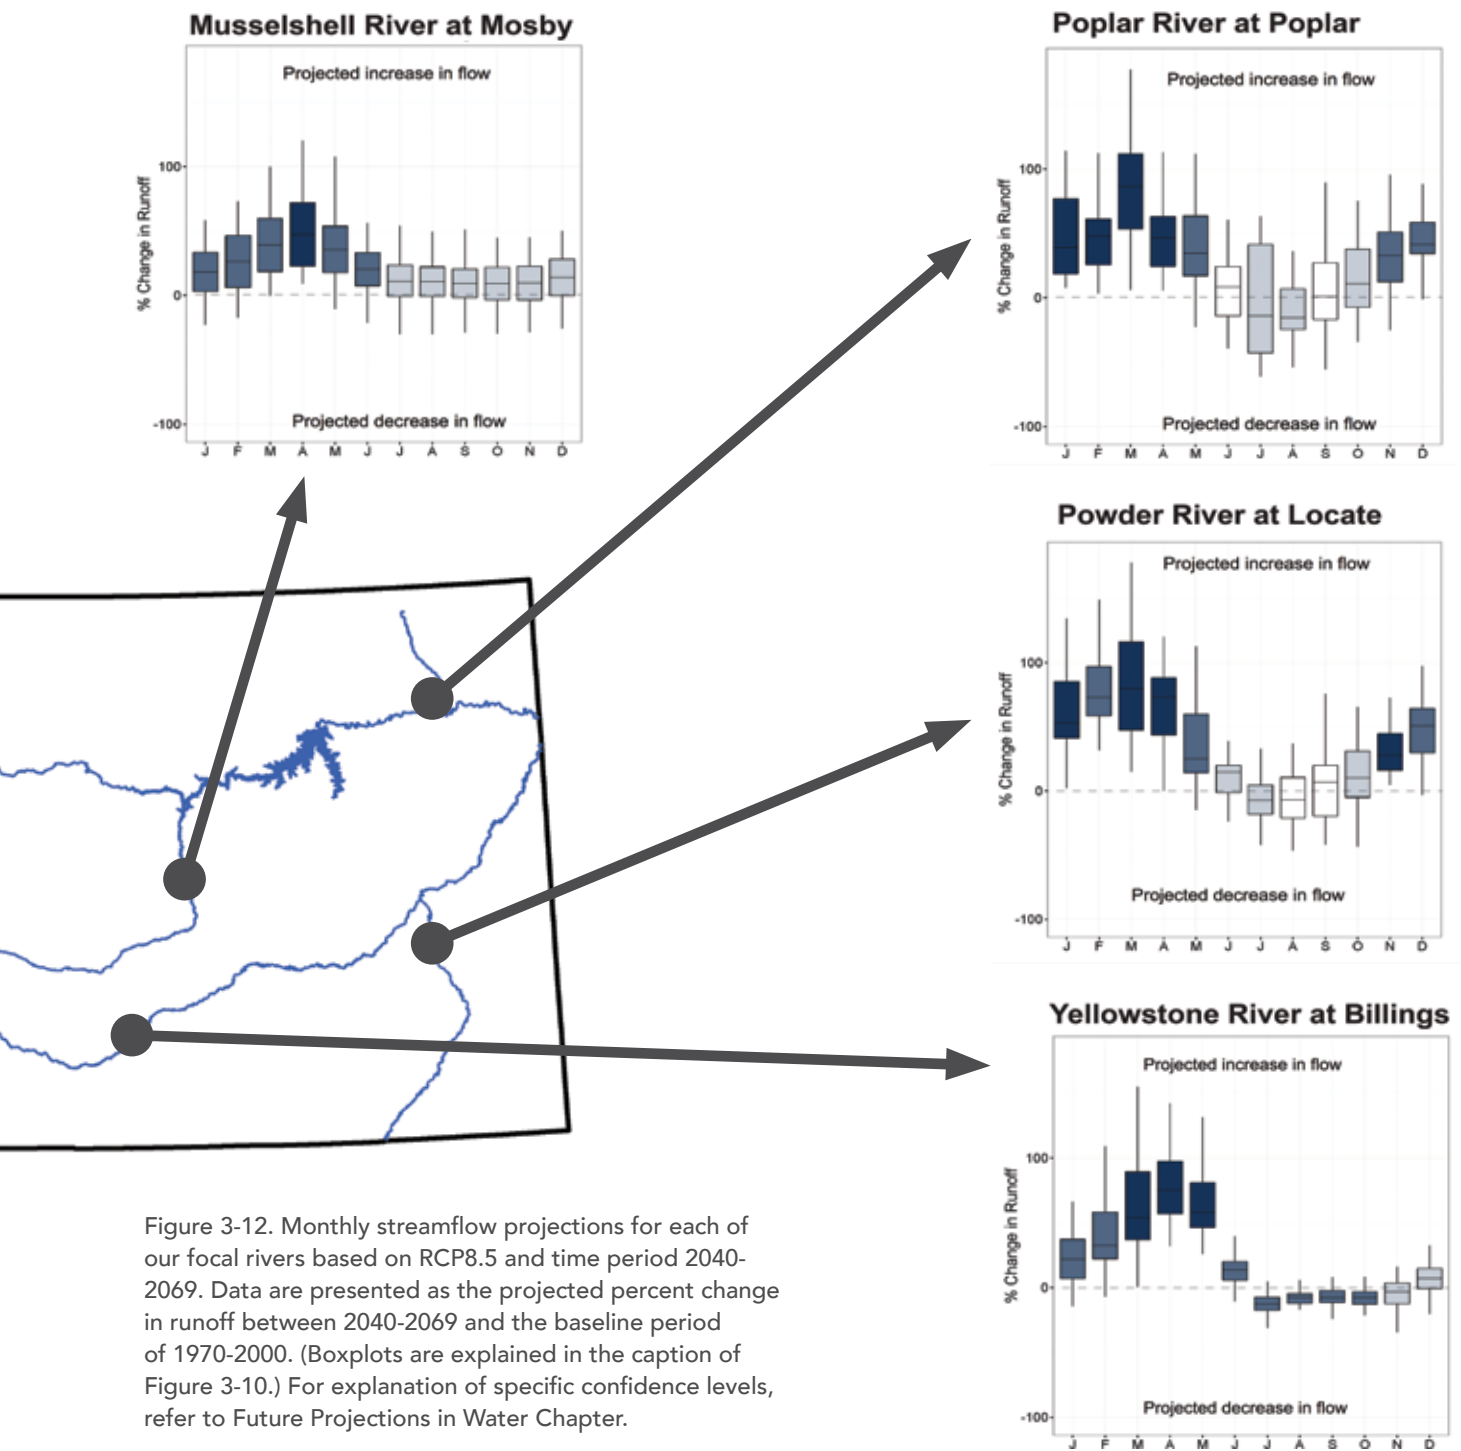 Musselshell River at Mosby
Projected increase in flow
% Change in Runoff
100
0
-100
Projected decrease in flow
J F M A M J J A S O N D
Poplar River at Poplar
Projected increase in flow
% Change in Runoff
100
0
-100
Projected decrease in flow
J F M A M J J A S O N D
Powder River at Locate
Projected increase in flow
% Change in Runoff
100
0
-100
Projected decrease in flow
J F M A M J J A S O N D
Yellowstone River at Billings
Projected increase in flow
% Change in Runoff
100
0
-100
Projected decrease in flow
J F M A M J J A S O N D
Figure 3-12. Monthly streamflow projections for each of
our focal rivers based on RCP8.5 and time period 2040-
2069. Data are presented as the projected percent change
in runoff between 2040-2069 and the baseline period
of 1970-2000. (Boxplots are explained in the caption of
Figure 3-10.) For explanation of specific confidence levels,
refer to Future Projections in Water Chapter.